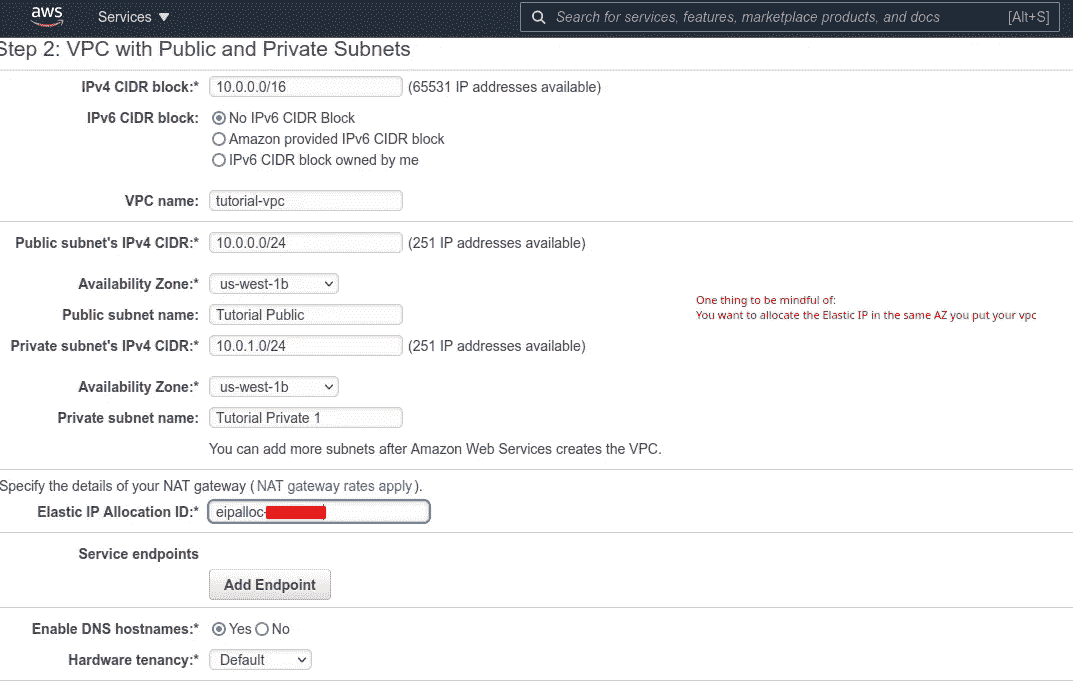 aws Services ▼ Search for services, features, marketplace products, and docs [Alt+S]
Step 2: VPC with Public and Private Subnets
IPv4 CIDR block:* 10.0.0.0/16 (65531 IP addresses available)
IPv6 CIDR block: No IPv6 CIDR Block
Amazon provided IPv6 CIDR block
IPv6 CIDR block owned by me
VPC name: tutorial-vpc
Public subnet's IPv4 CIDR:* 10.0.0.0/24 (251 IP addresses available)
Availability Zone:* us-west-1b
One thing to be mindful of:
Public subnet name: Tutorial Public
You want to allocate the Elastic IP in the same AZ you put your vpc
Private subnet's IPv4 CIDR:* 10.0.1.0/24 (251 IP addresses available)
Availability Zone:* us-west-1b
Private subnet name: Tutorial Private 1
You can add more subnets after Amazon Web Services creates the VPC.
Specify the details of your NAT gateway (NAT gateway rates apply).
Elastic IP Allocation ID:* eipalloc-
Service endpoints
Add Endpoint
Enable DNS hostnames:* Yes No
Hardware tenancy:* Default